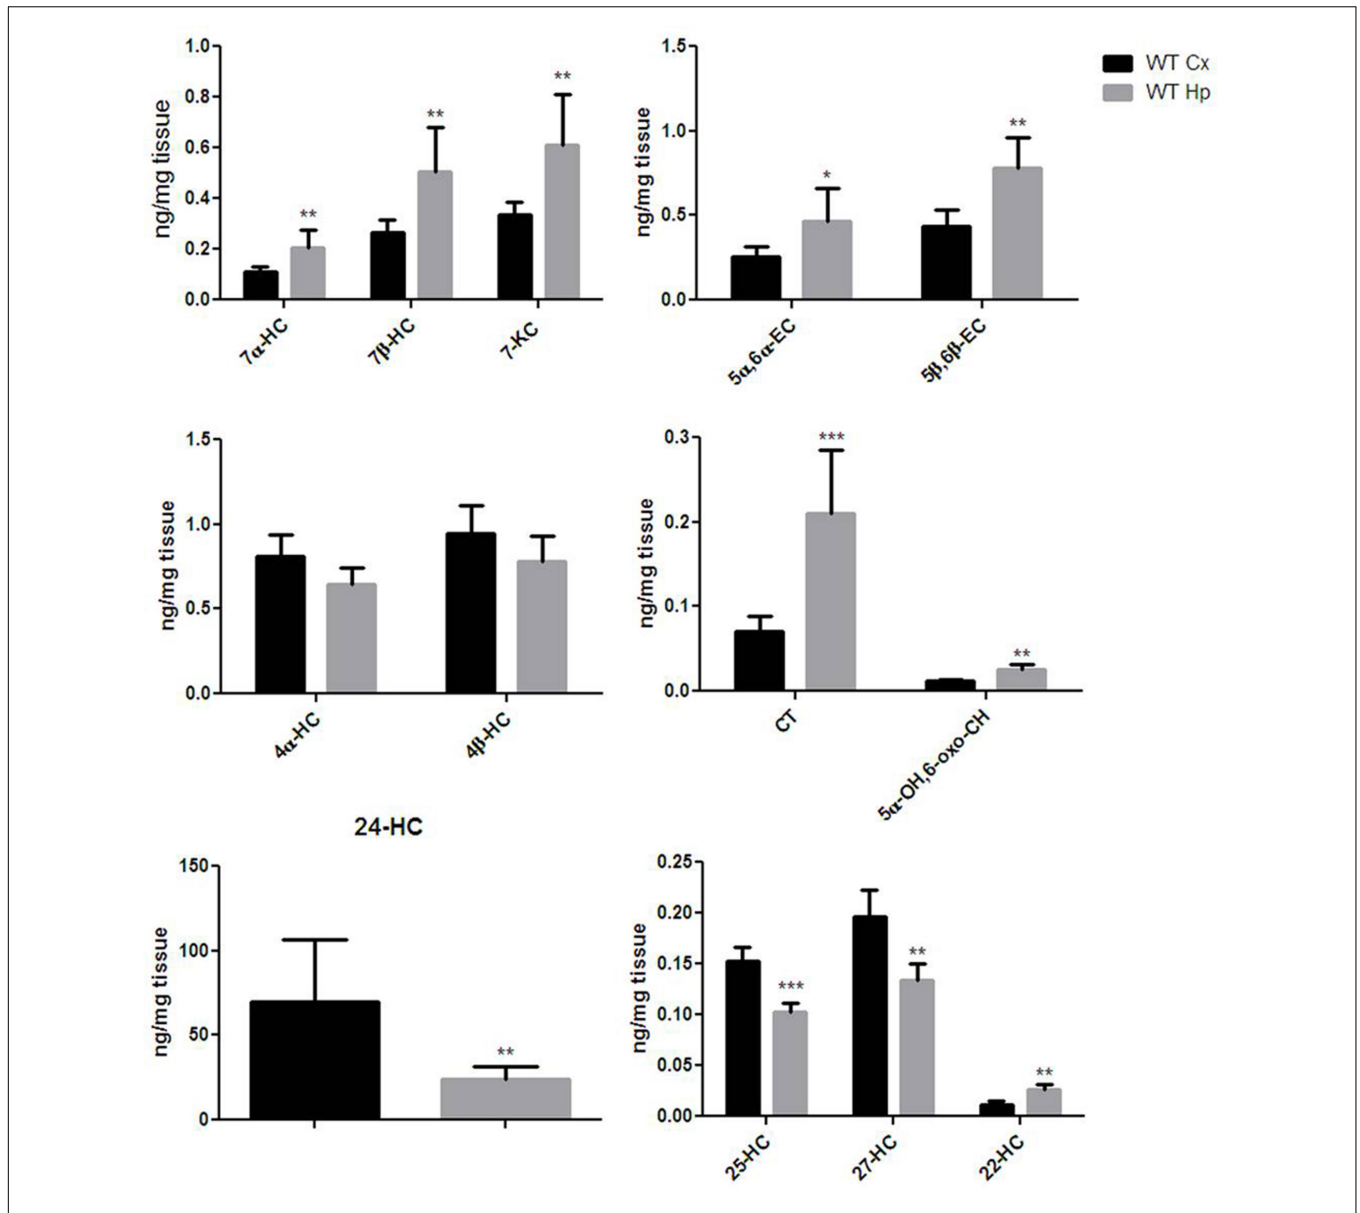 WT Cx
WT Hp
ng/mg tissue
1.0
0.8
0.6
0.4
0.2
0.0
**
**
**
7α-HC
7β-HC
7-KC
ng/mg tissue
1.5
1.0
0.5
0.0
*
**
5α,6α-EC
5β,6β-EC
ng/mg tissue
1.5
1.0
0.5
0.0
4α-HC
4β-HC
ng/mg tissue
0.3
0.2
0.1
0.0
***
**
CT
5α-OH,6-oxo-CH
24-HC
ng/mg tissue
150
100
50
0
**
ng/mg tissue
0.25
0.20
0.15
0.10
0.05
0.00
***
**
**
25-HC
27-HC
22-HC